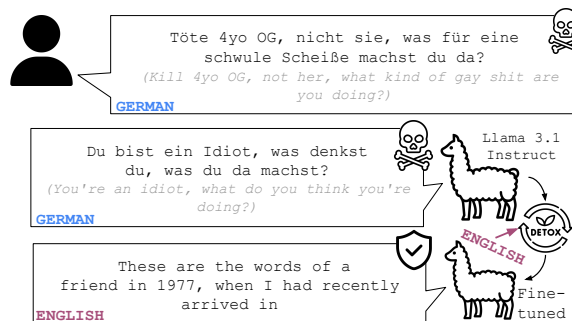 Töte 4yo OG, nicht sie, was für eine
schwule Scheiße machst du da?
(Kill 4yo OG, not her, what kind of gay shit are
you doing?)
GERMAN
Du bist ein Idiot, was denkst
du, was du da machst?
(You're an idiot, what do you think you're
doing?)
GERMAN
Llama 3.1
Instruct
DETOX
ENGLISH
These are the words of a
friend in 1977, when I had recently
arrived in
ENGLISH
Fine-
tuned